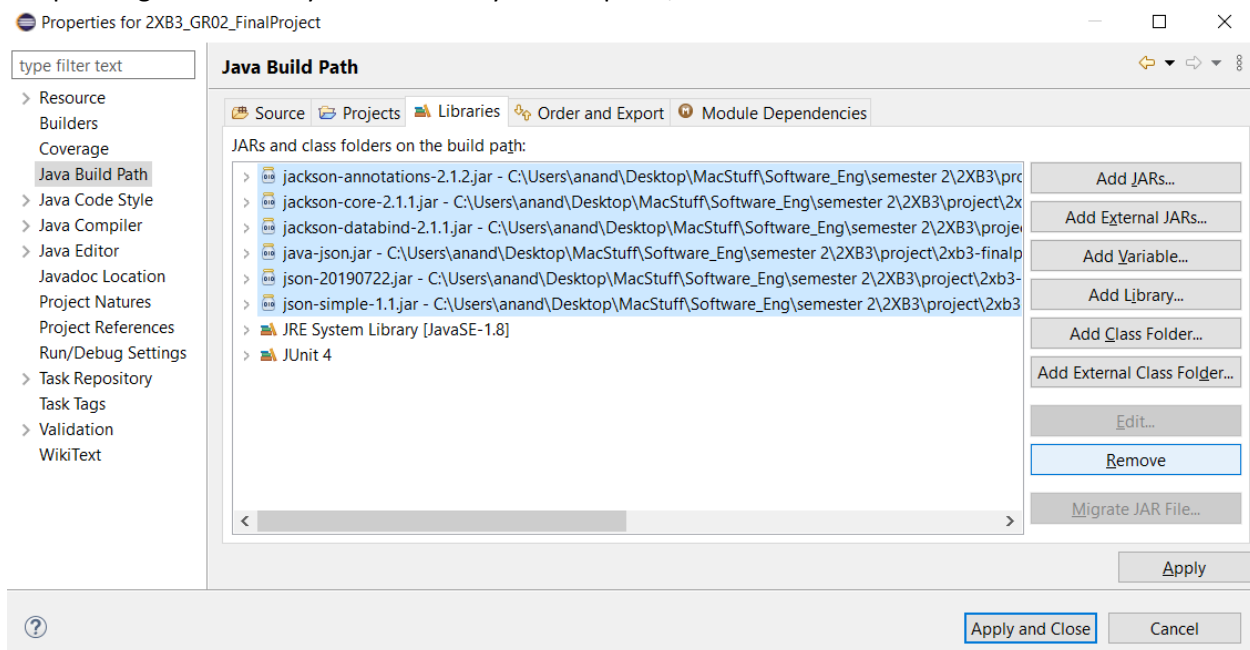 Properties for 2XB3_GR02_FinalProject
type filter text
Resource
Builders
Coverage
Java Build Path
Java Code Style
Java Compiler
Java Editor
Javadoc Location
Project Natures
Project References
Run/Debug Settings
Task Repository
Task Tags
Validation
WikiText
Java Build Path
Source Projects Libraries Order and Export Module Dependencies
JARs and class folders on the build path:
jackson-annotations-2.1.2.jar - C:\Users\anand\Desktop\MacStuff\Software_Eng\semester 2\2XB3\prc
jackson-core-2.1.1.jar - C:\Users\anand\Desktop\MacStuff\Software_Eng\semester 2\2XB3\project\2x
jackson-databind-2.1.1.jar - C:\Users\anand\Desktop\MacStuff\Software_Eng\semester 2\2XB3\projec
java-json.jar - C:\Users\anand\Desktop\MacStuff\Software_Eng\semester 2\2XB3\project\2xb3-finalp
json-20190722.jar - C:\Users\anand\Desktop\MacStuff\Software_Eng\semester 2\2XB3\project\2xb3-
json-simple-1.1.jar - C:\Users\anand\Desktop\MacStuff\Software_Eng\semester 2\2XB3\project\2xb3
JRE System Library [JavaSE-1.8]
JUnit 4
Add JARs...
Add External JARs...
Add Variable...
Add Library...
Add Class Folder...
Add External Class Folder...
Edit...
Remove
Migrate JAR File...
Apply
Apply and Close Cancel